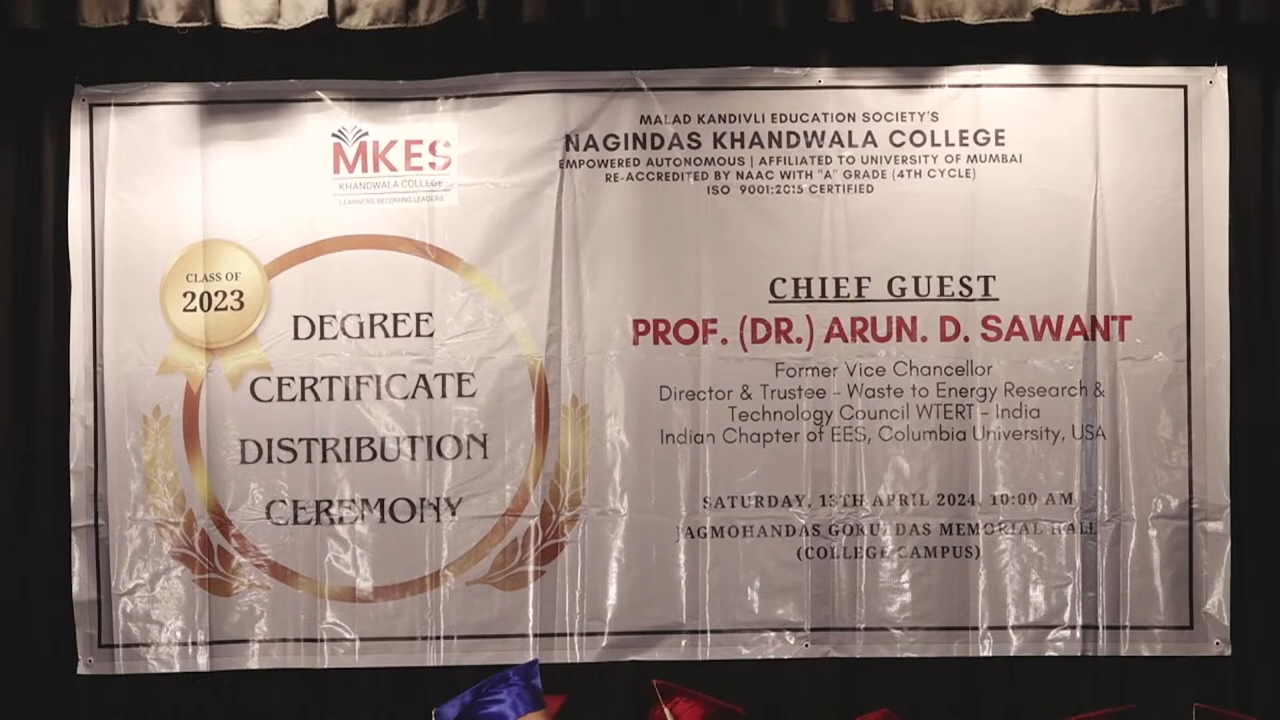 MKES
KHANDWALA COLLEGE
LEARNERS BECOMING LEADERS
MALAD KANDIVLI EDUCATION SOCIETY'S
NAGINDAS KHANDWALA COLLEGE
EMPOWERED AUTONOMOUS | AFFILIATED TO UNIVERSITY OF MUMBAI
RE-ACCREDITED BY NAAC WITH "A" GRADE (4TH CYCLE)
ISO 9001:2015 CERTIFIED
CLASS OF
2023
DEGREE
CERTIFICATE
DISTRIBUTION
CEREMONY
CHIEF GUEST
PROF. (DR.) ARUN. D. SAWANT
Former Vice Chancellor
Director & Trustee - Waste to Energy Research &
Technology Council WTERT - India
Indian Chapter of EES, Columbia University, USA
SATURDAY, 13TH APRIL 2024, 10:00 AM
JAGMOHANDAS GOKULDAS MEMORIAL HALL
(COLLEGE CAMPUS)